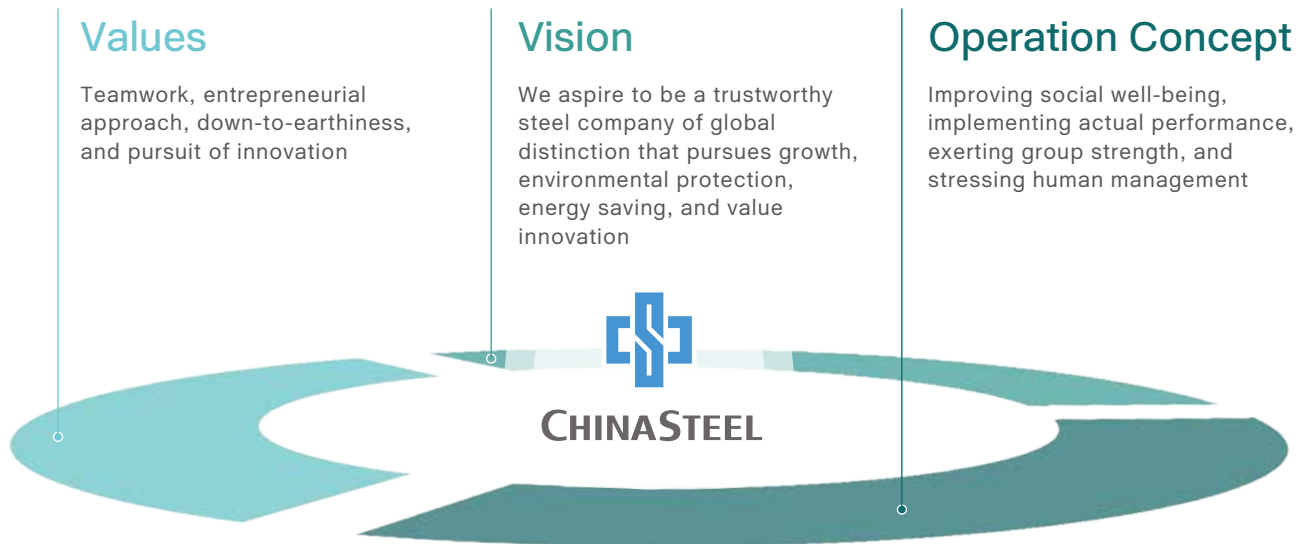 Values
Teamwork, entrepreneurial
approach, down-to-earthiness,
and pursuit of innovation
Vision
We aspire to be a trustworthy
steel company of global
distinction that pursues growth,
environmental protection,
energy saving, and value
innovation
Operation Concept
Improving social well-being,
implementing actual performance,
exerting group strength, and
stressing human management
CHINASTEEL